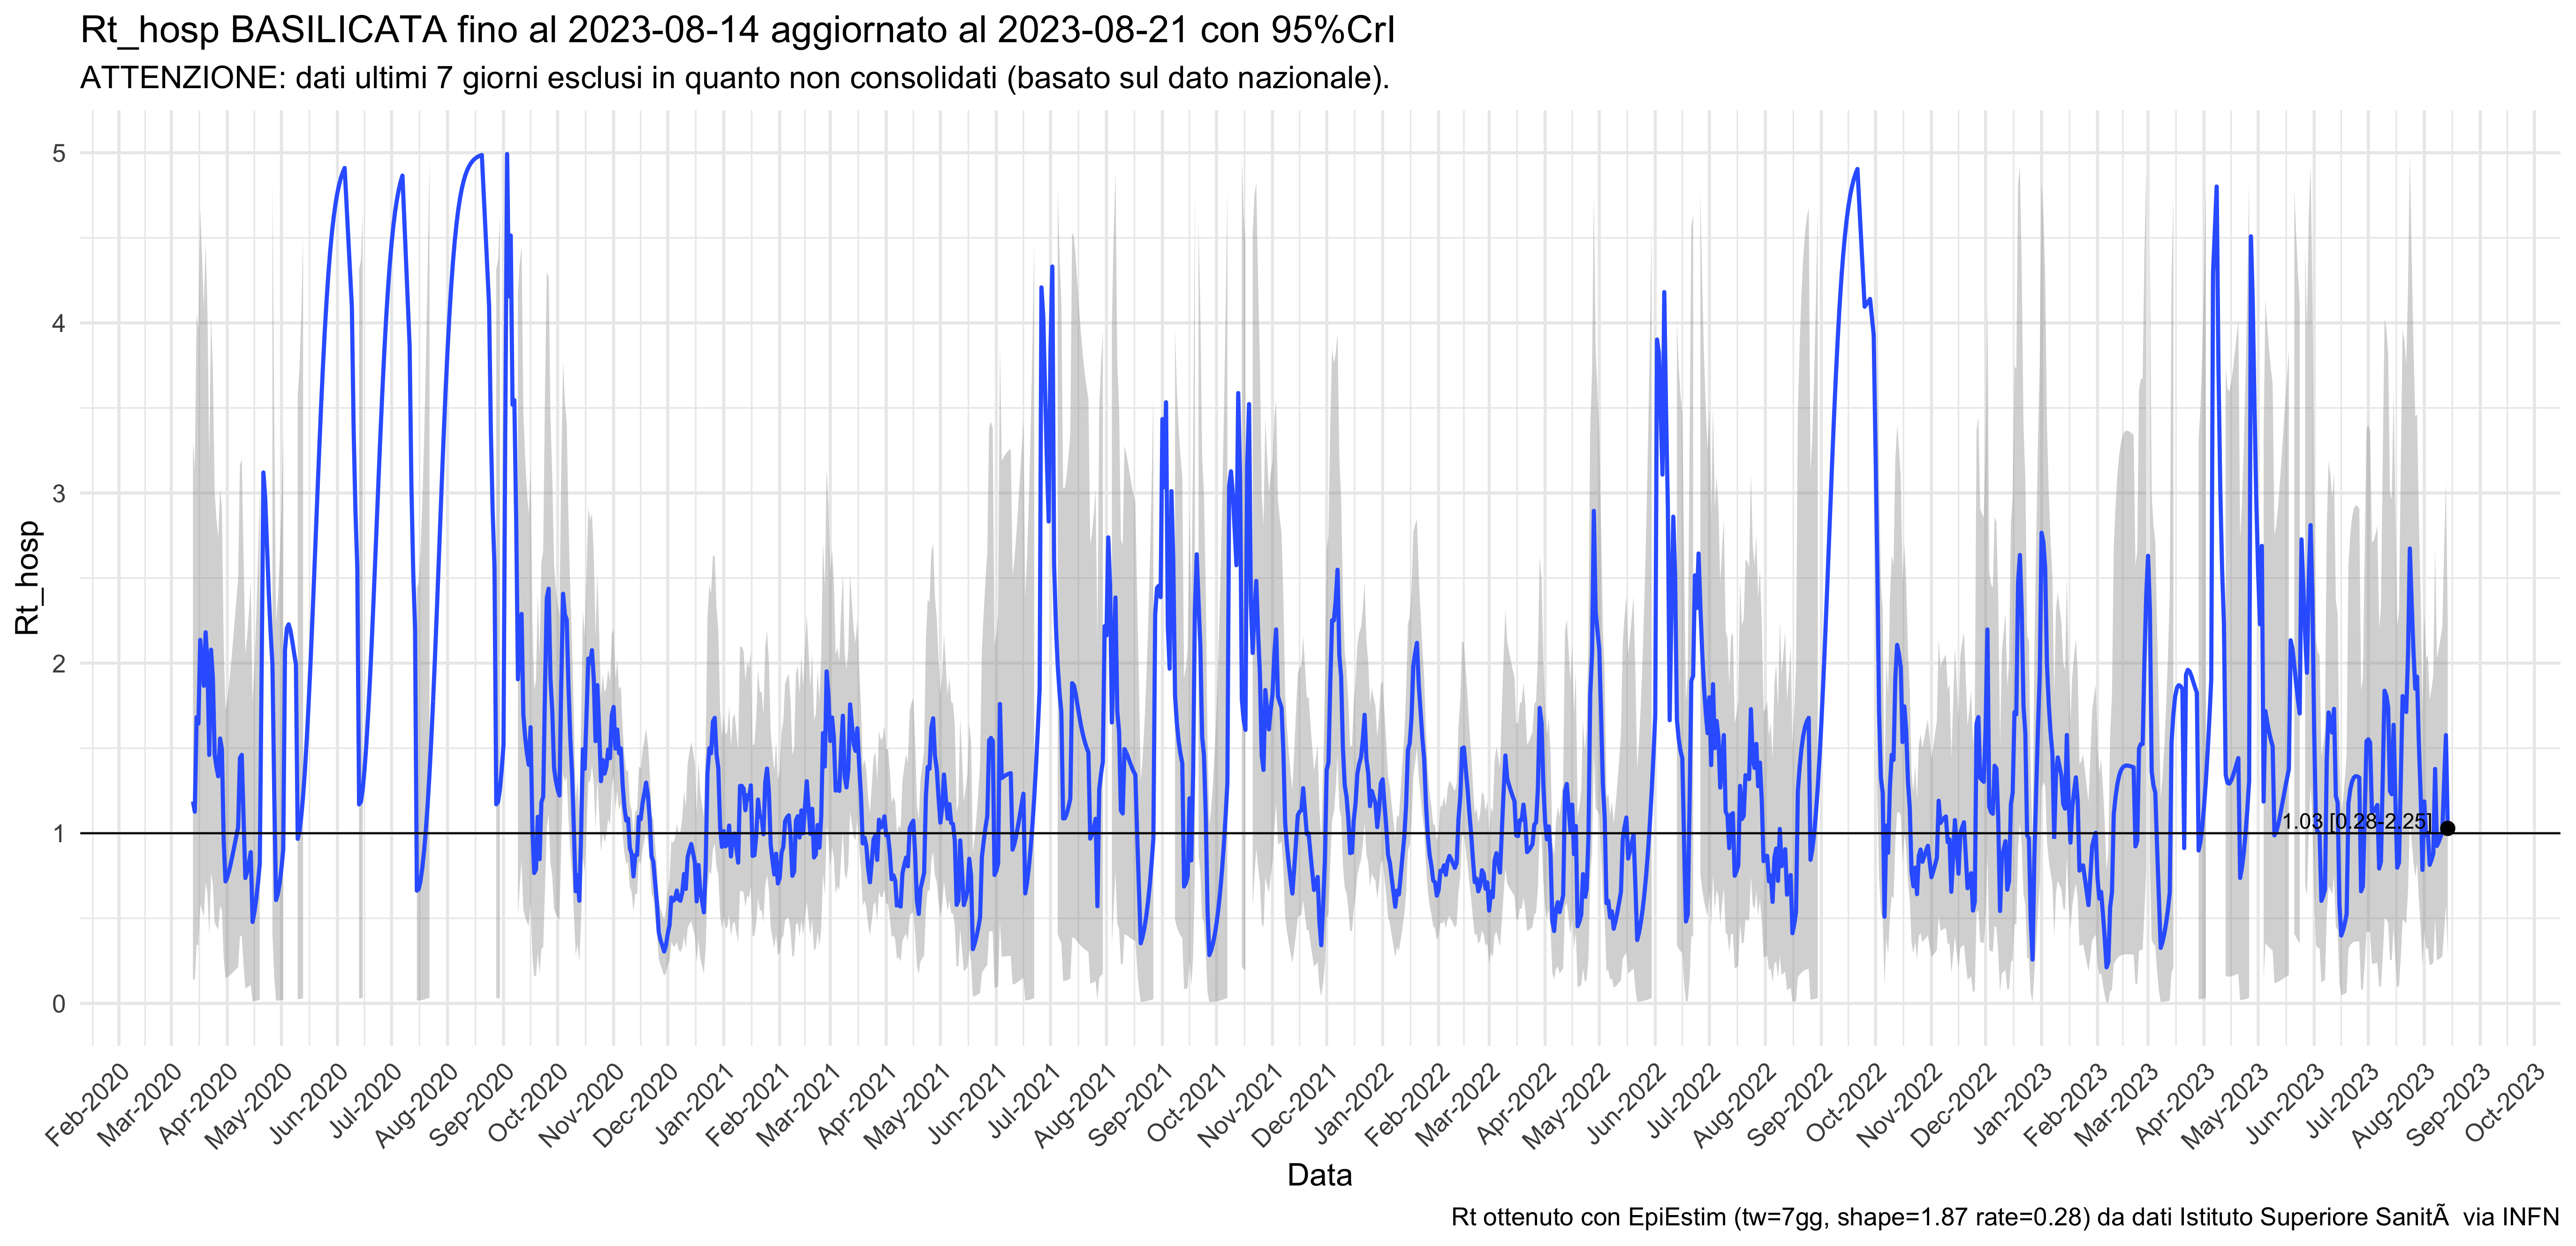 Rt_hosp BASILICATA fino al 2023-08-14 aggiornato al 2023-08-21 con 95%CrI
ATTENZIONE: dati ultimi 7 giorni esclusi in quanto non consolidati (basato sul dato nazionale).
5
4
3
2
1
0
Rt_hosp
1.03 [0.28-2.25]
Feb-2020
Mar-2020
Apr-2020
May-2020
Jun-2020
Jul-2020
Aug-2020
Sep-2020
Oct-2020
Nov-2020
Dec-2020
Jan-2021
Feb-2021
Mar-2021
Apr-2021
May-2021
Jun-2021
Jul-2021
Aug-2021
Sep-2021
Oct-2021
Nov-2021
Dec-2021
Jan-2022
Feb-2022
Mar-2022
Apr-2022
May-2022
Jun-2022
Jul-2022
Aug-2022
Sep-2022
Oct-2022
Nov-2022
Dec-2022
Jan-2023
Feb-2023
Mar-2023
Apr-2023
May-2023
Jun-2023
Jul-2023
Aug-2023
Sep-2023
Oct-2023
Data
Rt ottenuto con EpiEstim (tw=7gg, shape=1.87 rate=0.28) da dati Istituto Superiore SanitÃ  via INFN